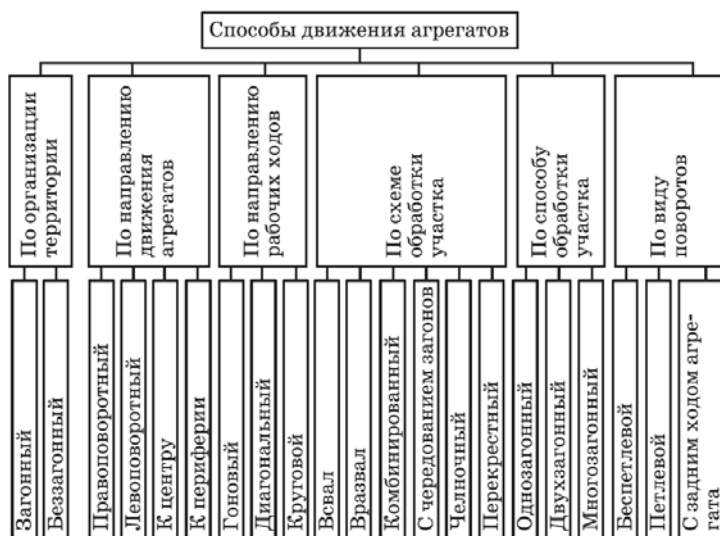 Способы движения агрегатов
По организации
территории
По направлению
движения
агрегатов
По направлению
рабочих ходов
По схеме
обработки
участка
По способу
обработки
участка
По виду
поворотов
Загонный
Беззагонный
Правоповоротный
Левоповоротный
К центру
К периферии
Гоновый
Диагональный
Круговой
Всвал
Вразвал
Комбинированный
С чередованием загонов
Челночный
Перекрестный
Однозагонный
Двухзагонный
Многозагонный
Беспетлевой
Петлевой
С задним ходом агре-
гата